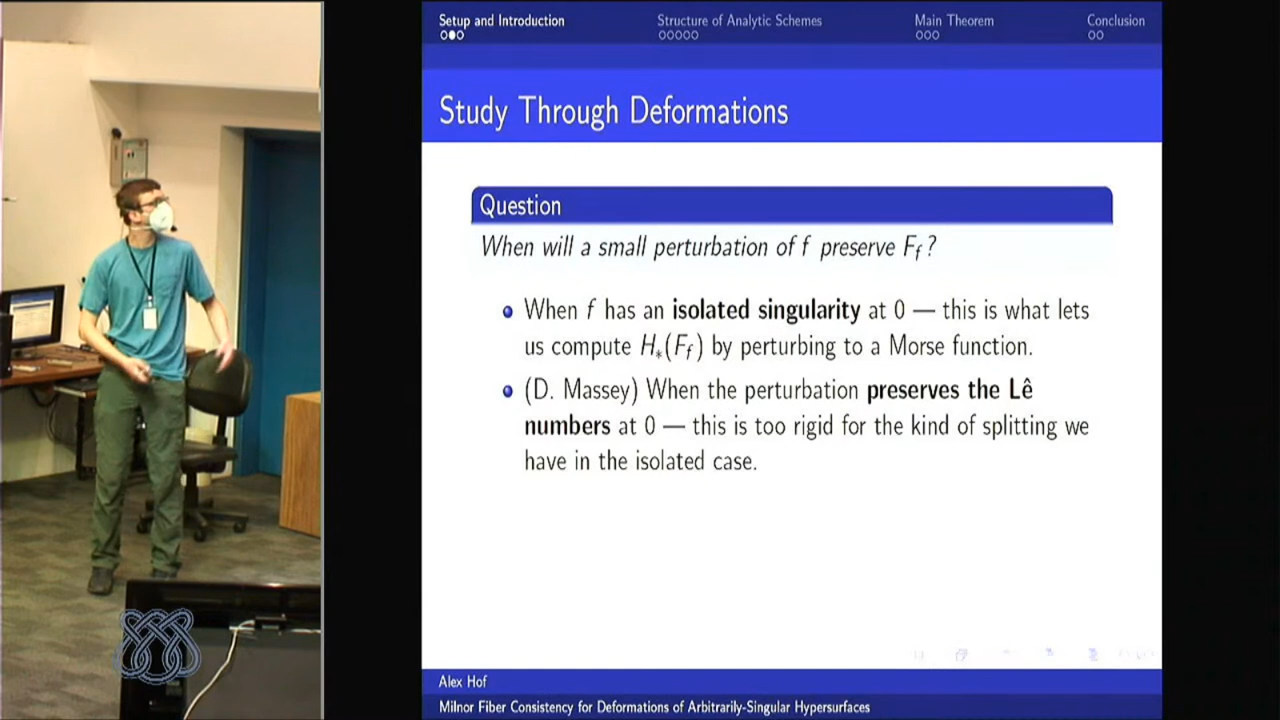 Setup and Introduction
Structure of Analytic Schemes
Main Theorem
Conclusion
Study Through Deformations
Question
When will a small perturbation of f preserve F_f?
When f has an isolated singularity at 0 — this is what lets
us compute H_*(F_f) by perturbing to a Morse function.
(D. Massey) When the perturbation preserves the Lê
numbers at 0 — this is too rigid for the kind of splitting we
have in the isolated case.
Alex Hof
Milnor Fiber Consistency for Deformations of Arbitrarily-Singular Hypersurfaces